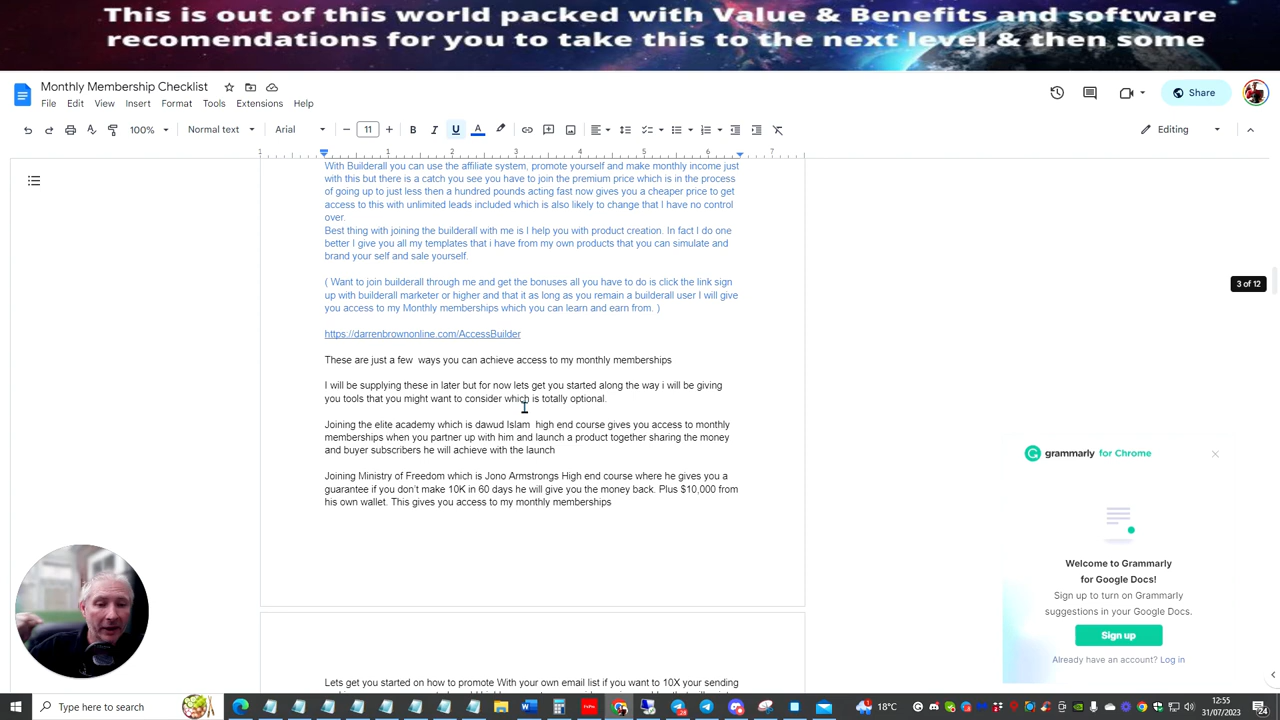 This is out of this world packed with Value & Benefits and software
recomendations for you to take this to the next level & then some
Monthly Membership Checklist
File Edit View Insert Format Tools Extensions Help
Share
100% Normal text Arial 11 B I U A Editing
1 1 2 3 4 5 6 7
With Builderall you can use the affiliate system, promote yourself and make monthly income just
with this but there is a catch you see you have to join the premium price which is in the process
of going up to just less then a hundred pounds acting fast now gives you a cheaper price to get
access to this with unlimited leads included which is also likely to change that I have no control
over.
Best thing with joining the builderall with me is I help you with product creation. In fact I do one
better I give you all my templates that i have from my own products that you can simulate and
brand your self and sale yourself.
( Want to join builderall through me and get the bonuses all you have to do is click the link sign
up with builderall marketer or higher and that it as long as you remain a builderall user I will give
you access to my Monthly memberships which you can learn and earn from. )
https://darrenbrownonline.com/AccessBuilder
These are just a few ways you can achieve access to my monthly memberships
I will be supplying these in later but for now lets get you started along the way i will be giving
you tools that you might want to consider which is totally optional.
Joining the elite academy which is dawud Islam high end course gives you access to monthly
memberships when you partner up with him and launch a product together sharing the money
and buyer subscribers he will achieve with the launch
Joining Ministry of Freedom which is Jono Armstrongs High end course where he gives you a
guarantee if you don't make 10K in 60 days he will give you the money back. Plus $10,000 from
his own wallet. This gives you access to my monthly memberships
Lets get you started on how to promote With your own email list if you want to 10X your sending
3 of 12
grammarly for Chrome
Welcome to Grammarly
for Google Docs!
Sign up to turn on Grammarly
suggestions in your Google Docs.
Sign up
Already have an account? Log in
Type here to search
18°C
12:55
31/07/2023